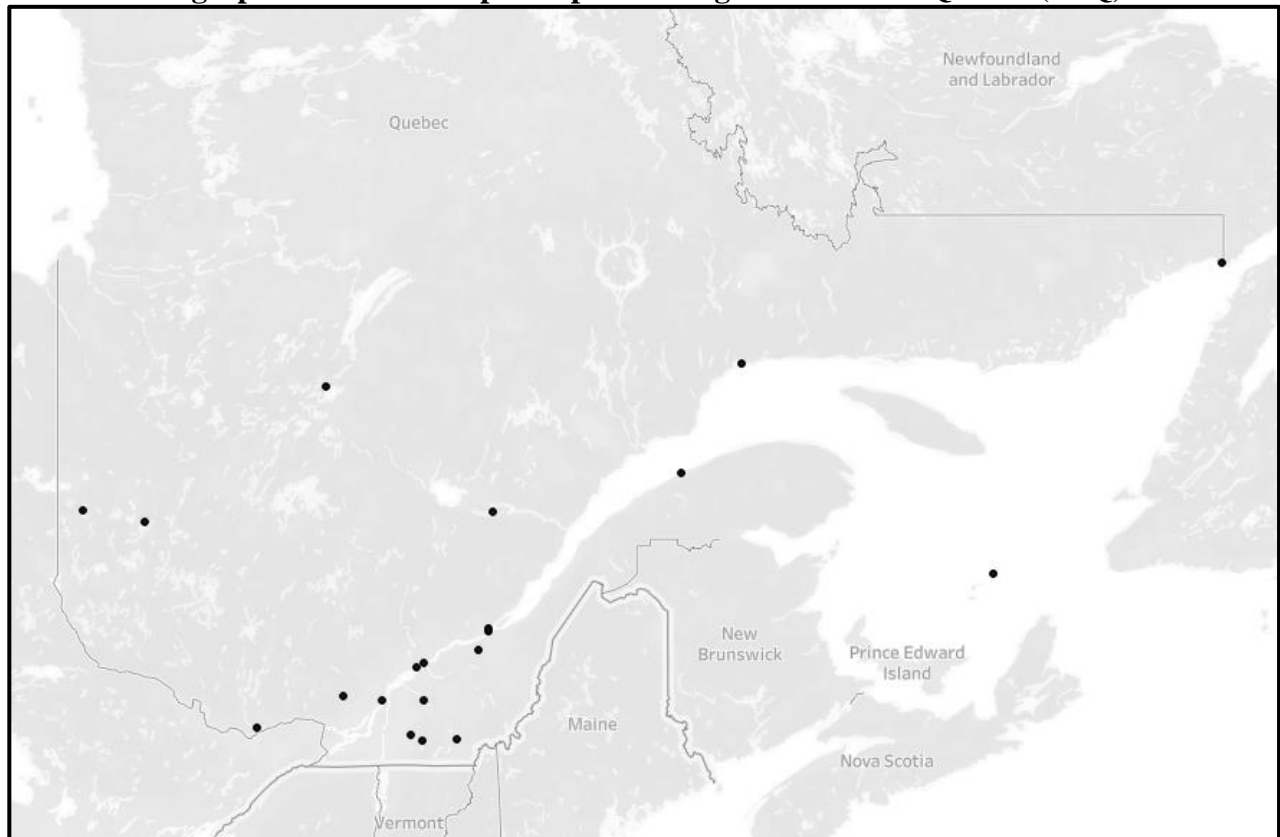 Newfoundland
and Labrador
Quebec
New
Brunswick
Prince Edward
Island
Maine
Nova Scotia
Vermont